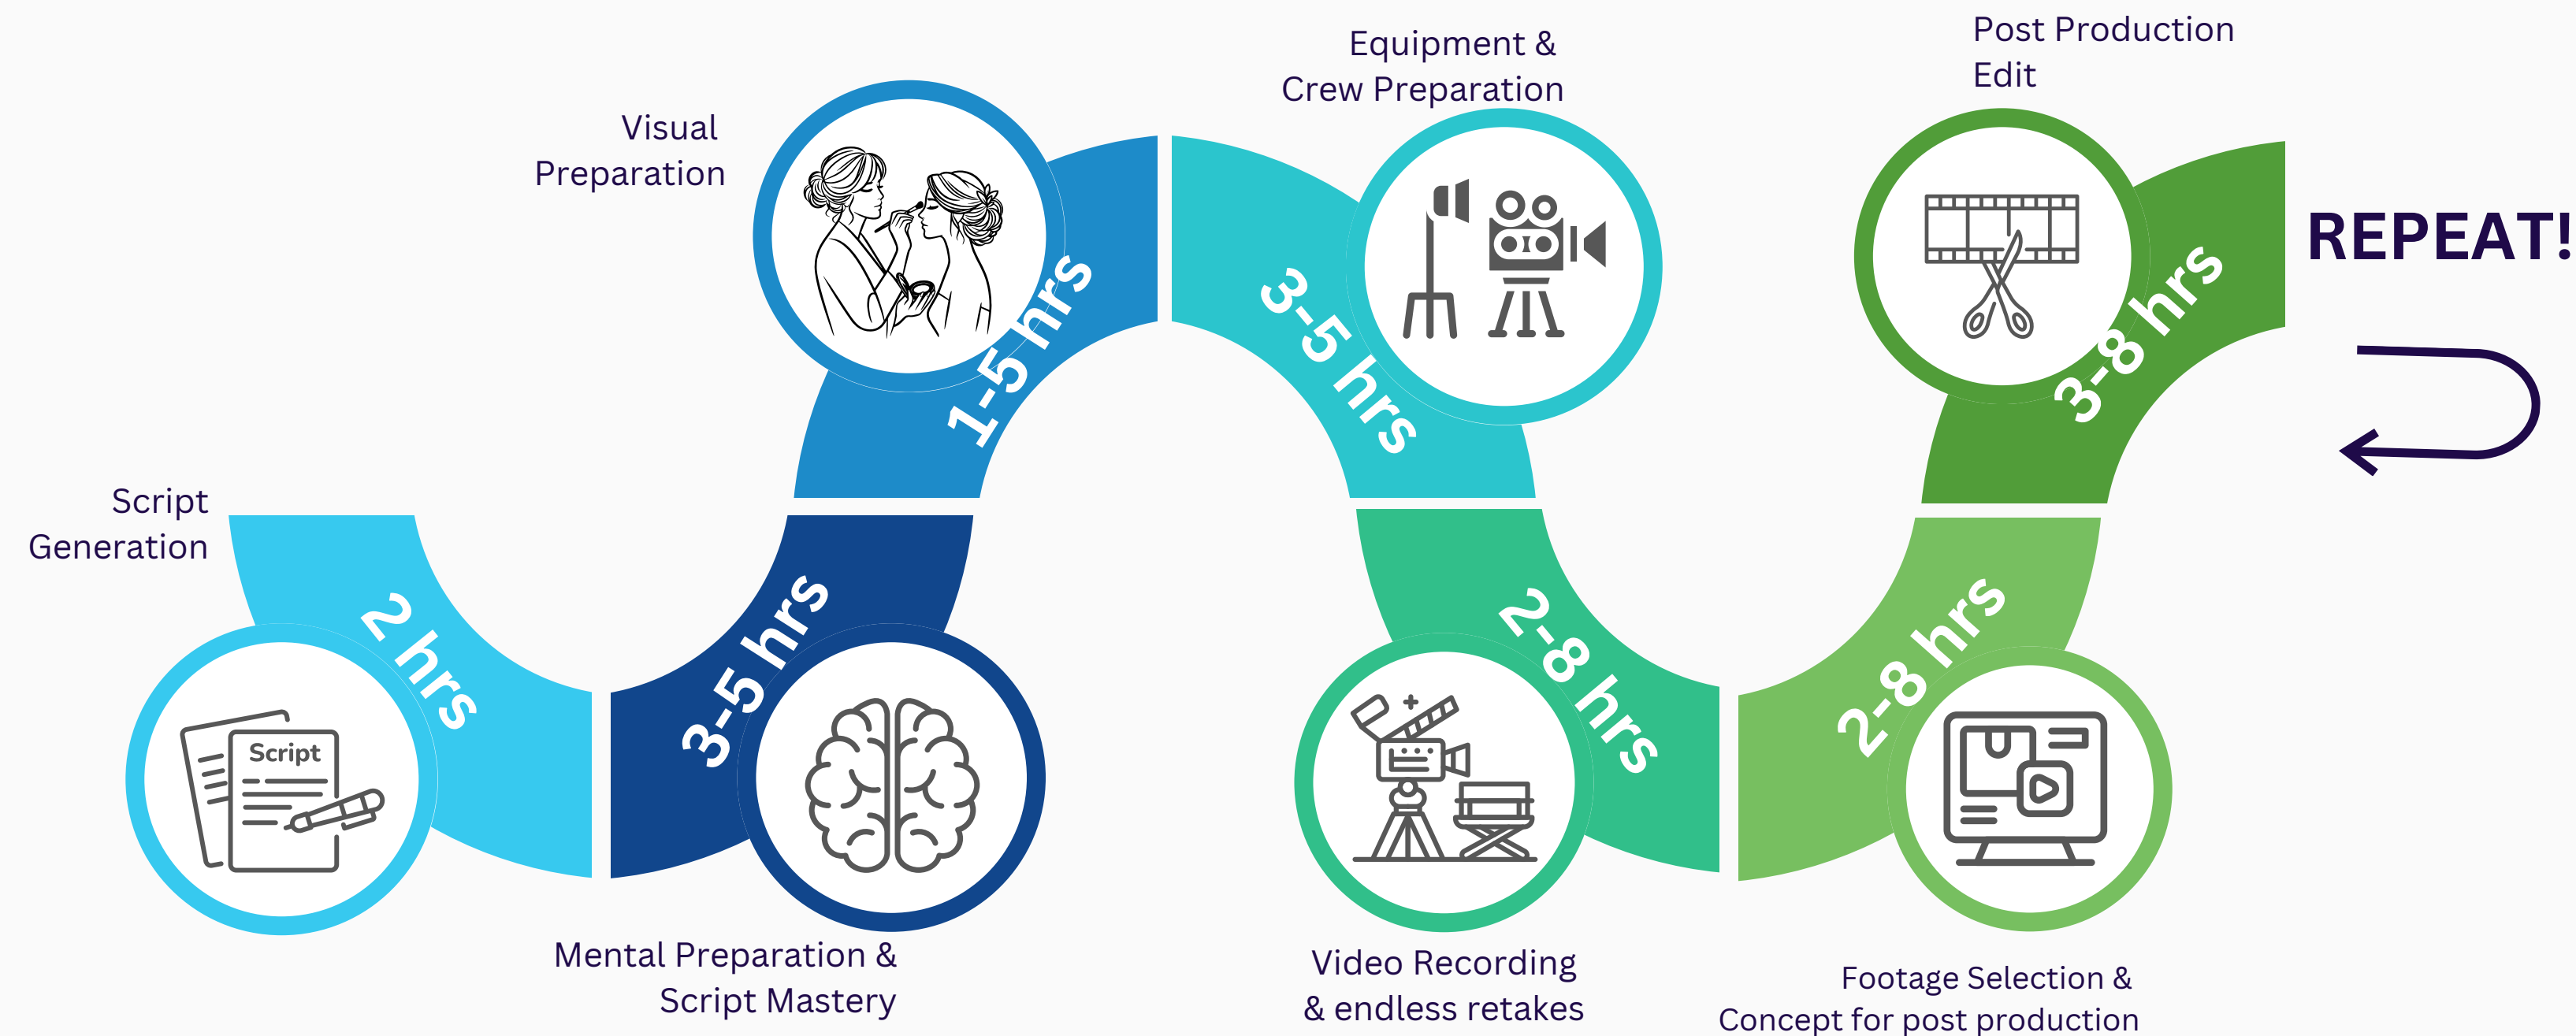 Script
Generation
2 hrs
Script
Mental Preparation &
Script Mastery
3-5 hrs
Visual
Preparation
1-5 hrs
Equipment &
Crew Preparation
3-5 hrs
Video Recording
& endless retakes
2-8 hrs
Footage Selection &
Concept for post production
2-8 hrs
Post Production
Edit
3-8 hrs
REPEAT!